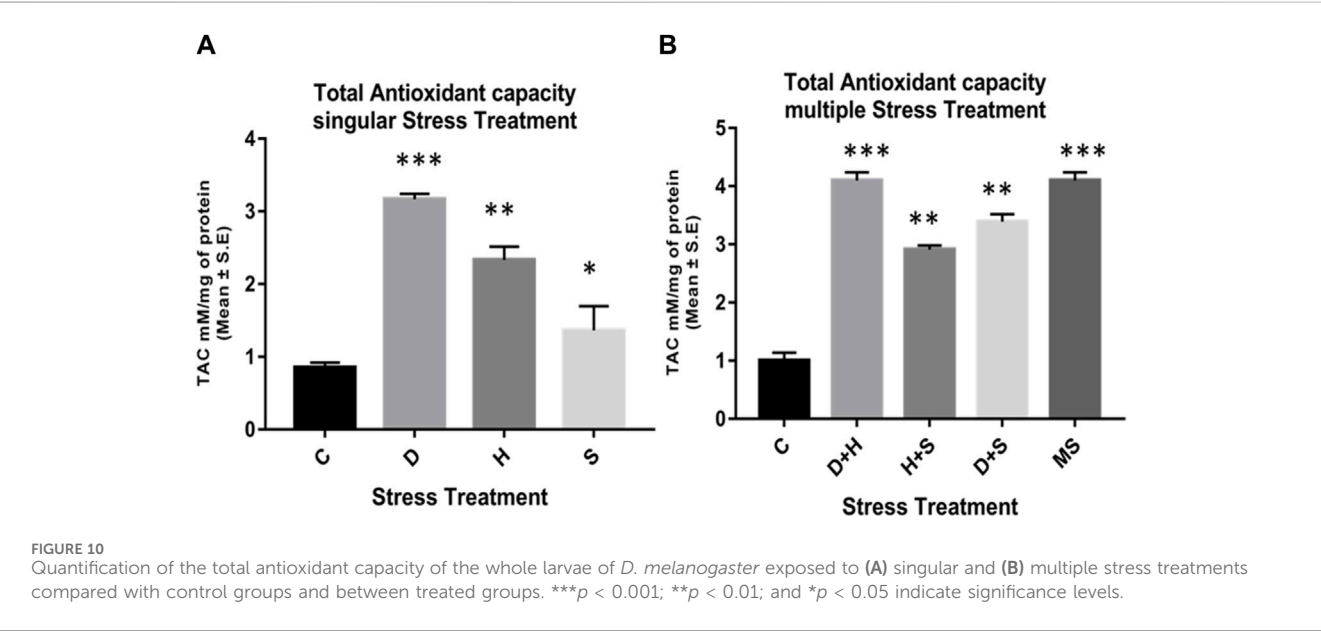 A
Total Antioxidant capacity
singular Stress Treatment
TAC mM/mg of protein
(Mean ± S.E)
4
3
2
1
0
***
**
*
C
D
H
S
Stress Treatment
B
Total Antioxidant capacity
multiple Stress Treatment
TAC mM/mg of protein
(Mean ± S.E)
5
4
3
2
1
0
***
**
**
***
C
D+H
H+S
D+S
MS
Stress Treatment
FIGURE 10
Quantification of the total antioxidant capacity of the whole larvae of D. melanogaster exposed to (A) singular and (B) multiple stress treatments
compared with control groups and between treated groups. ***p < 0.001; **p < 0.01; and *p < 0.05 indicate significance levels.